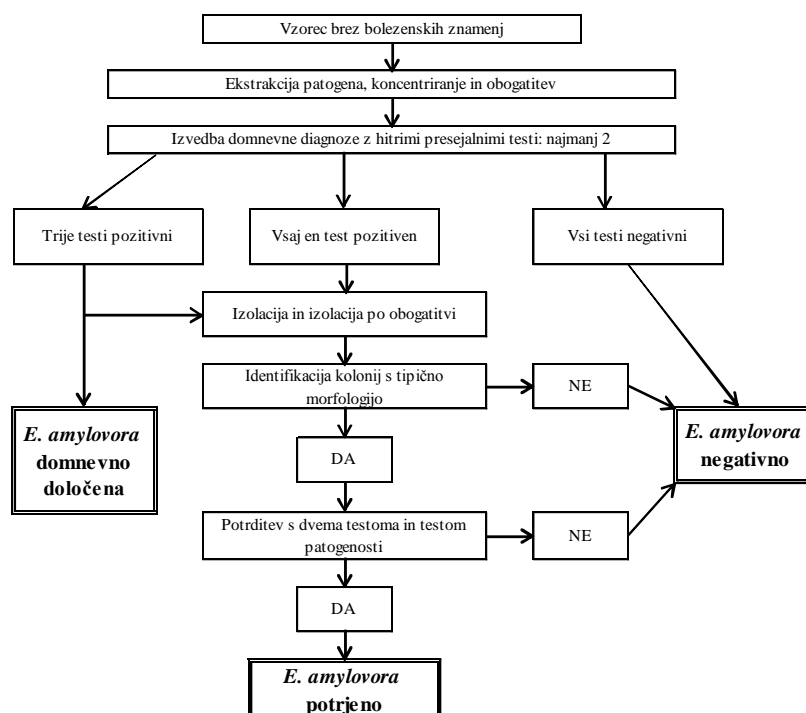 Vzorec brez bolezenskih znamenj
Ekstrakcija patogena, koncentriranje in obogatitev
Izvedba domnevne diagnoze z hitrimi presejalnimi testi: najmanj 2
Trije testi pozitivni
Vsaj en test pozitiven
Vsi testi negativni
Izolacija in izolacija po obogatitvi
Identifikacija kolonij s tipično
morfologijo
NE
E. amylovora
domnevno
določena
E. amylovora
negativno
DA
Potrditev s dvema testoma in testom
patogenosti
NE
DA
E. amylovora
potrjeno